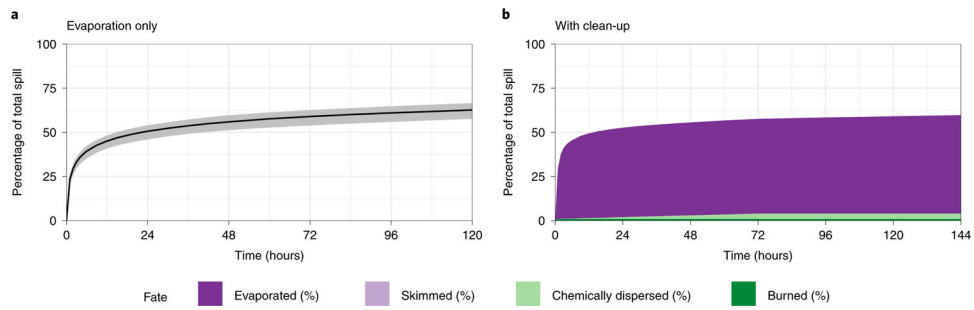 a
Evaporation only
100
75
50
25
0
Percentage of total spill
0 24 48 72 96 120
Time (hours)
b
With clean-up
100
75
50
25
0
Percentage of total spill
0 24 48 72 96 120 144
Time (hours)
Fate Evaporated (%) Skimmed (%) Chemically dispersed (%) Burned (%)